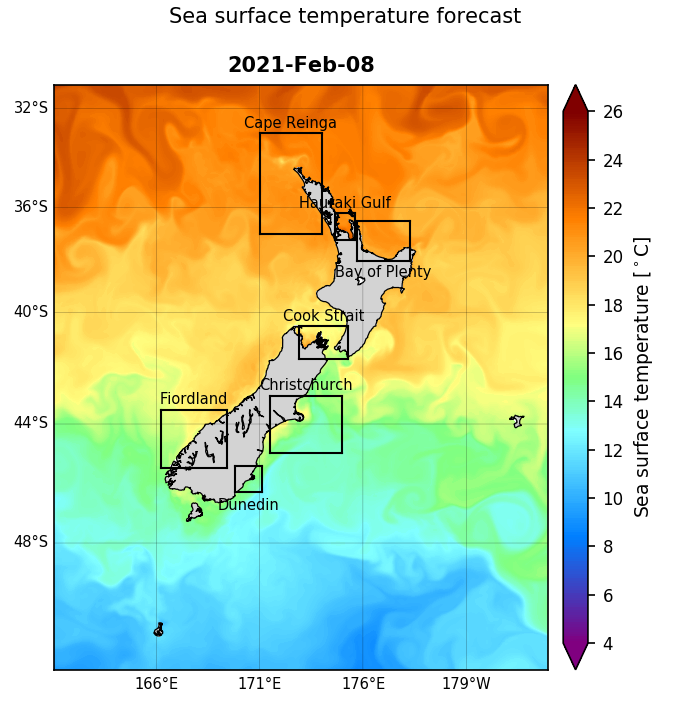 Sea surface temperature forecast
2021-Feb-08
32°S
36°S
40°S
44°S
48°S
166°E
171°E
176°E
179°W
Cape Reinga
Hauraki Gulf
Bay of Plenty
Cook Strait
Christchurch
Fiordland
Dunedin
26
24
22
20
18
16
14
12
10
8
6
4
Sea surface temperature [°C]